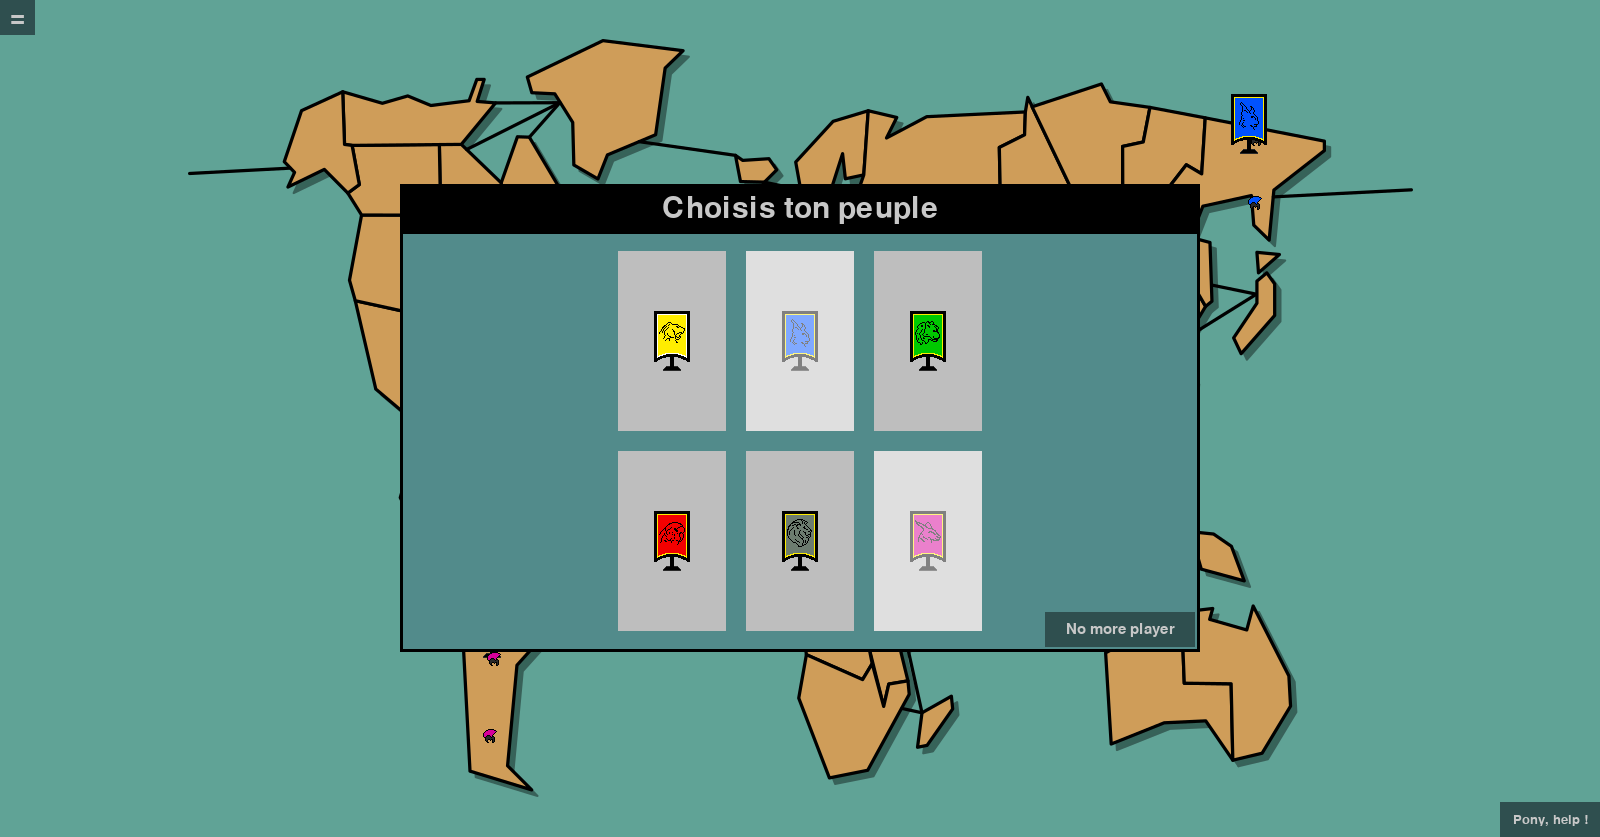 =
Choisis ton peuple
No more player
Pony, help !